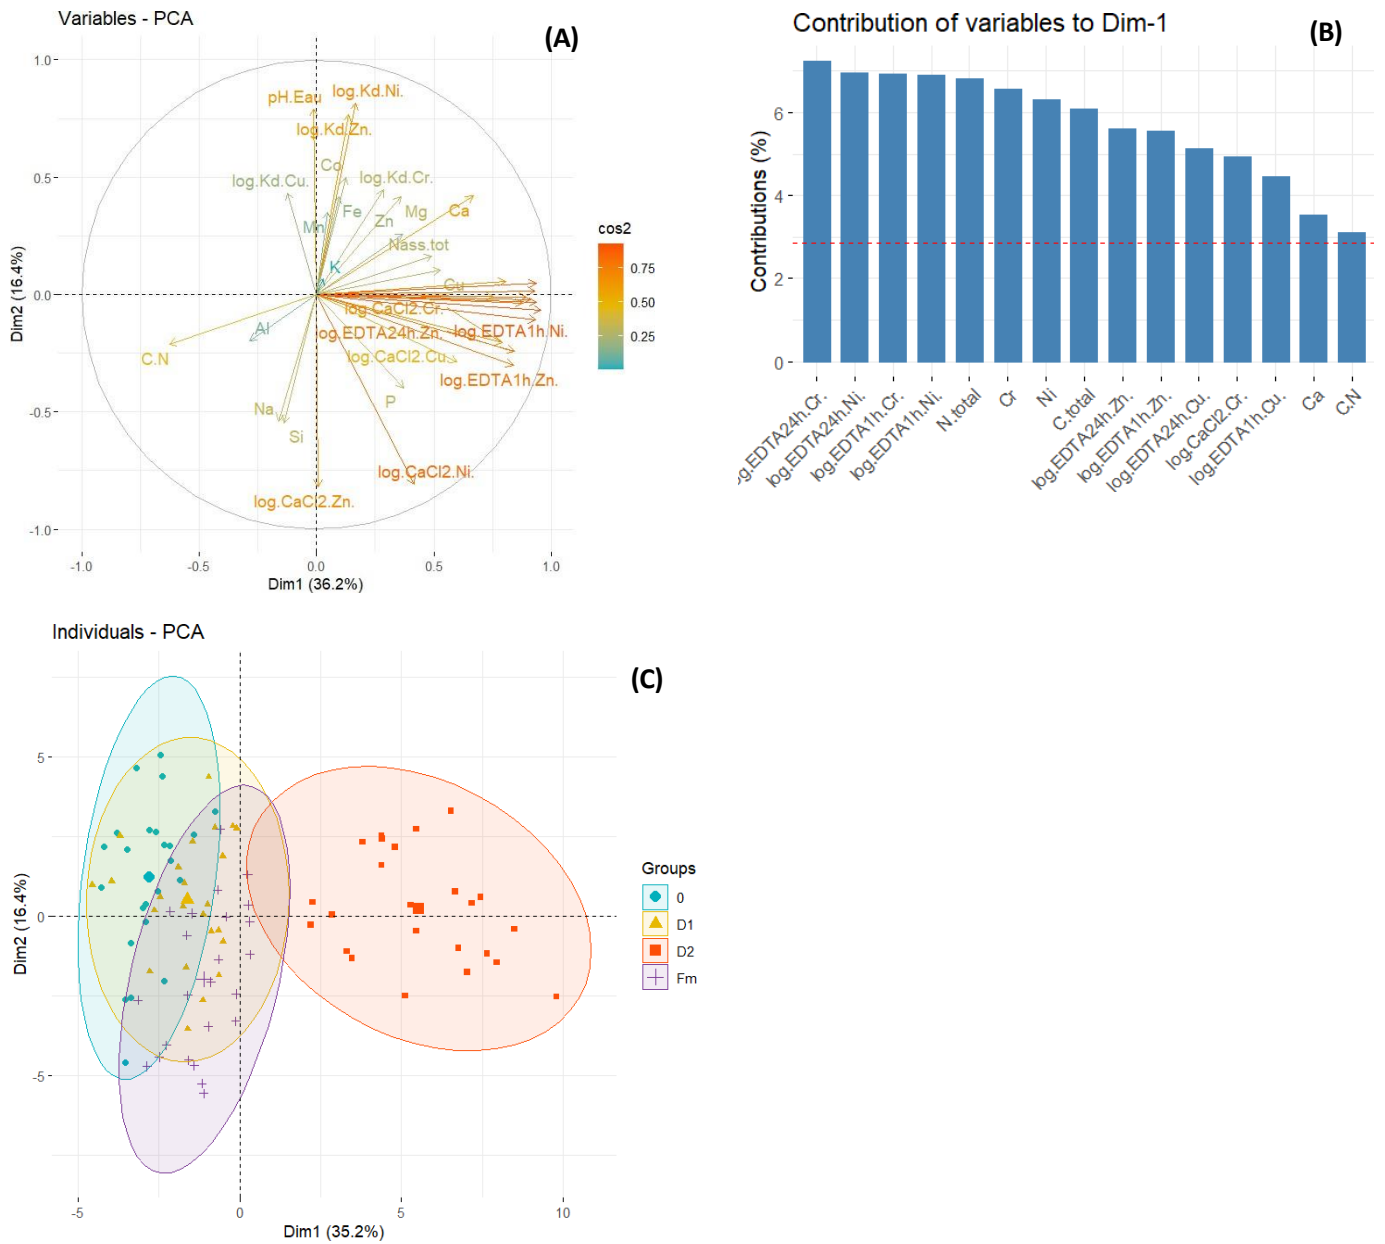 Variables - PCA
(A)
1.0
0.5
0.0
-0.5
-1.0
Dim2 (16.4%)
pH.Eau
log.Kd.Ni.
log.Kd.Zn.
Co
log.Kd.Cu.
log.Kd.Cr.
Fe
Mn
Zn
Mg
Ca
Nass.tot
K
Cu
log.CaCl2.Cr.
log.EDTA24h.Zn.
log.EDTA1h.Ni.
Al
C.N
log.CaCl2.Cu.
log.EDTA1h.Zn.
P
Na
Si
log.CaCl2.Ni.
log.CaCl2.Zn.
-1.0
-0.5
0.0
0.5
1.0
Dim1 (36.2%)
cos2
0.75
0.50
0.25
Contribution of variables to Dim-1
(B)
Contributions (%)
6
4
2
0
og.EDTA24h.Cr.
log.EDTA24h.Ni.
log.EDTA1h.Cr.
log.EDTA1h.Ni.
N.total
Cr
Ni
C.total
log.EDTA24h.Zn.
log.EDTA1h.Zn.
log.EDTA24h.Cu.
log.CaCl2.Cr.
log.EDTA1h.Cu.
Ca
C.N
Individuals - PCA
(C)
Dim2 (16.4%)
5
0
-5
-5
0
5
10
Dim1 (35.2%)
Groups
0
D1
D2
Fm